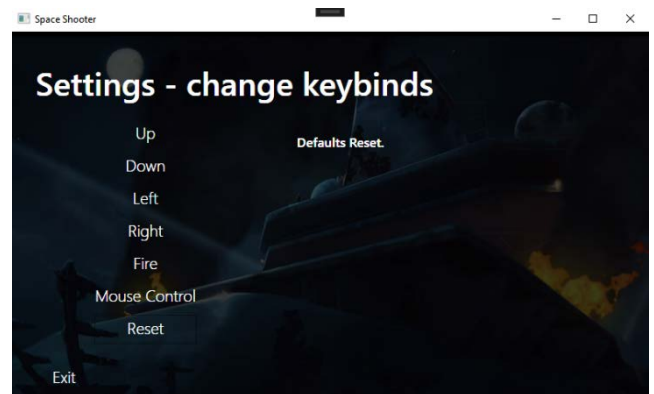 Space Shooter
Settings - change keybinds
Up
Defaults Reset.
Down
Left
Right
Fire
Mouse Control
Reset
Exit